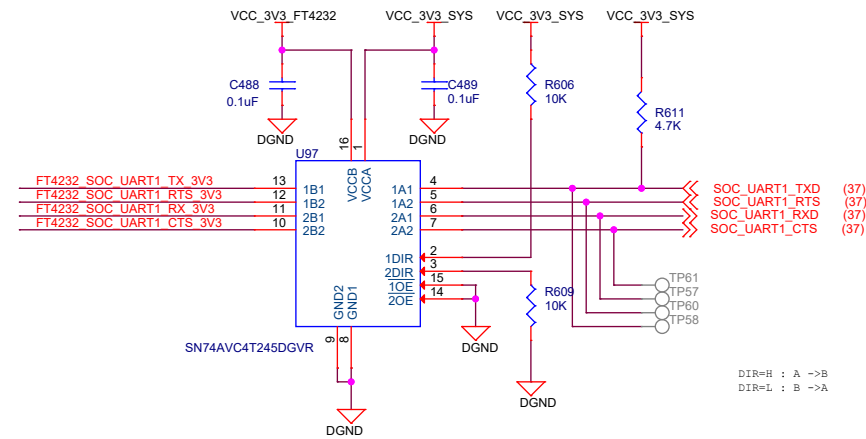 VCC_3V3_FT4232
VCC_3V3_SYS
VCC_3V3_SYS
VCC_3V3_SYS
C488
0.1uF
C489
0.1uF
R606
10K
R611
4.7K
DGND
DGND
16
1
U97
VCCB
VCCA
FT4232_SOC_UART1_TX_3V3
13
1B1
1A1
4
SOC_UART1_TXD
(37)
FT4232_SOC_UART1_RTS_3V3
12
1B2
1A2
5
SOC_UART1_RTS
(37)
FT4232_SOC_UART1_RX_3V3
11
2B1
2A1
6
SOC_UART1_RXD
(37)
FT4232_SOC_UART1_CTS_3V3
10
2B2
2A2
7
SOC_UART1_CTS
(37)
1DIR
2
2DIR
3
1OE
15
2OE
14
GND2
GND1
9
8
R609
10K
TP61
TP57
TP60
TP58
SN74AVC4T245DGVR
DGND
DGND
DGND
DIR=H : A ->B
DIR=L : B ->A